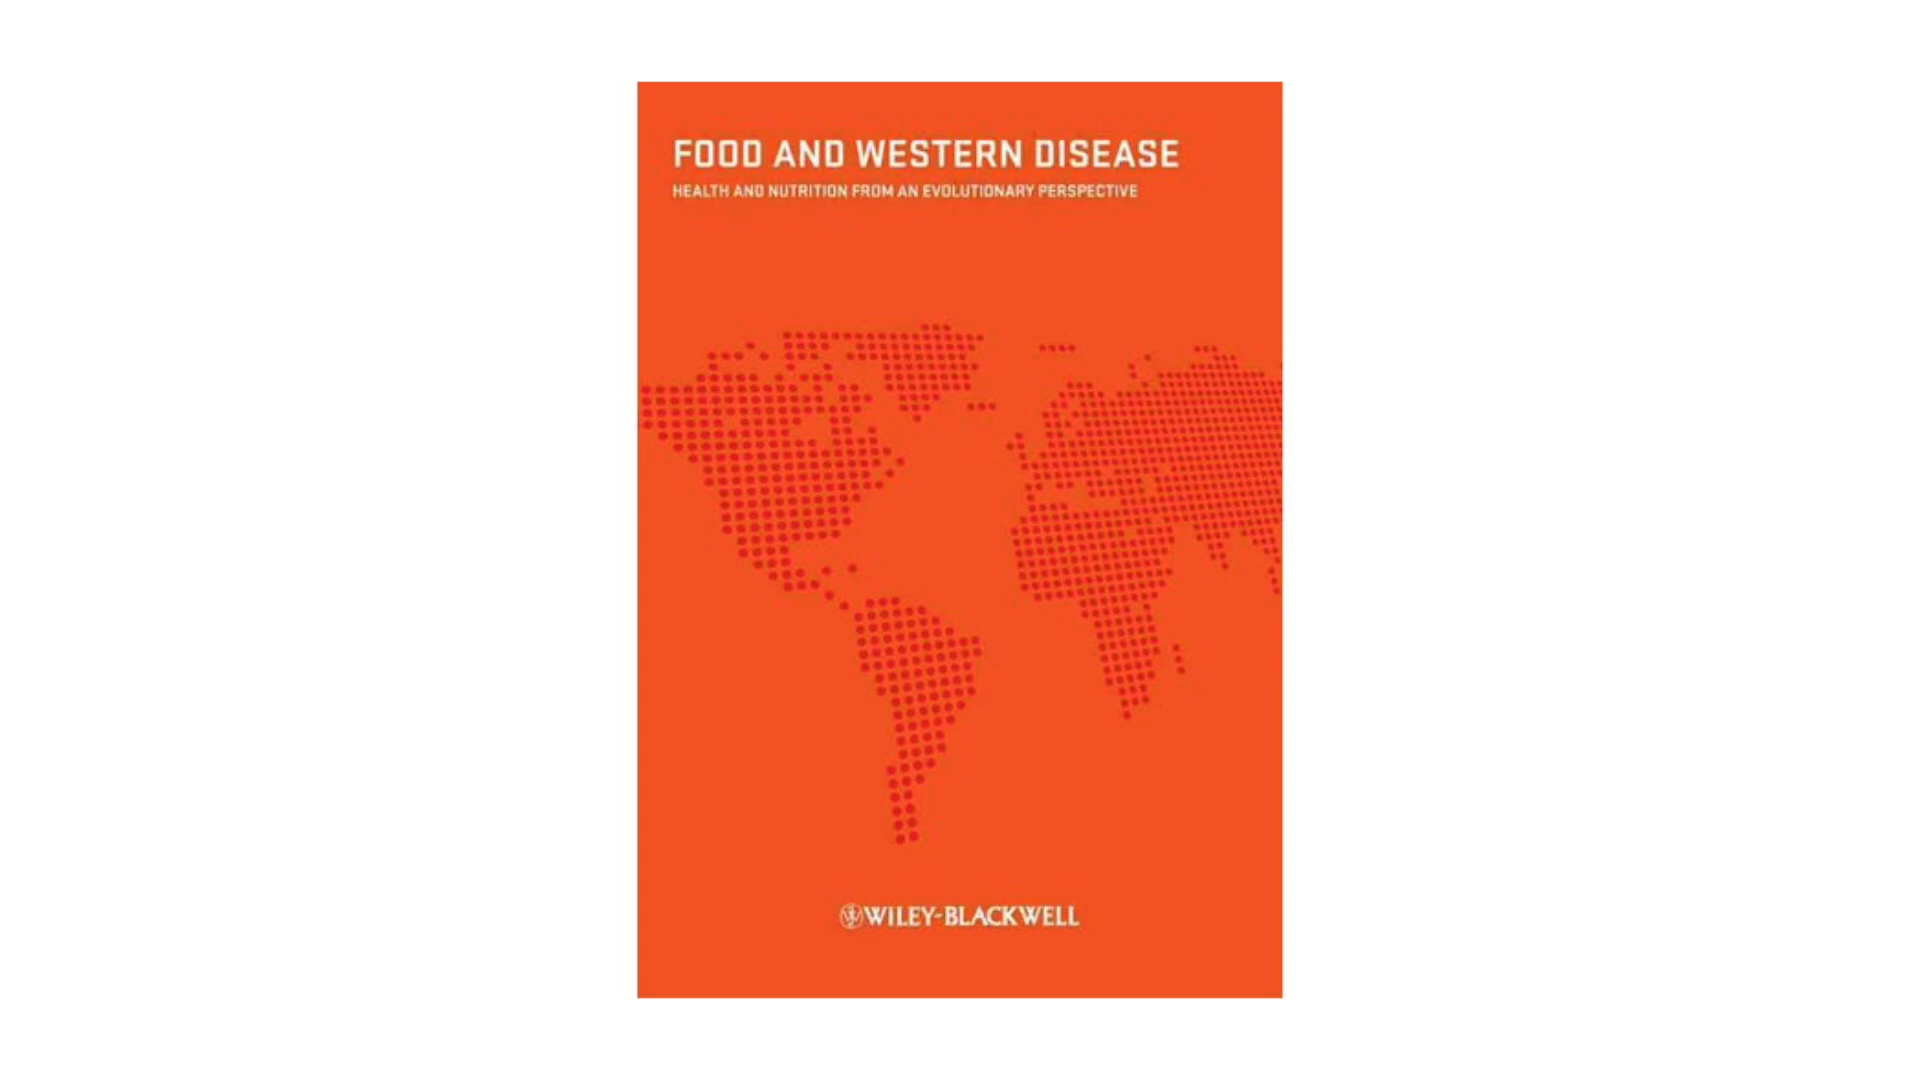 FOOD AND WESTERN DISEASE
HEALTH AND NUTRITION FROM AN EVOLUTIONARY PERSPECTIVE
WILEY-BLACKWELL